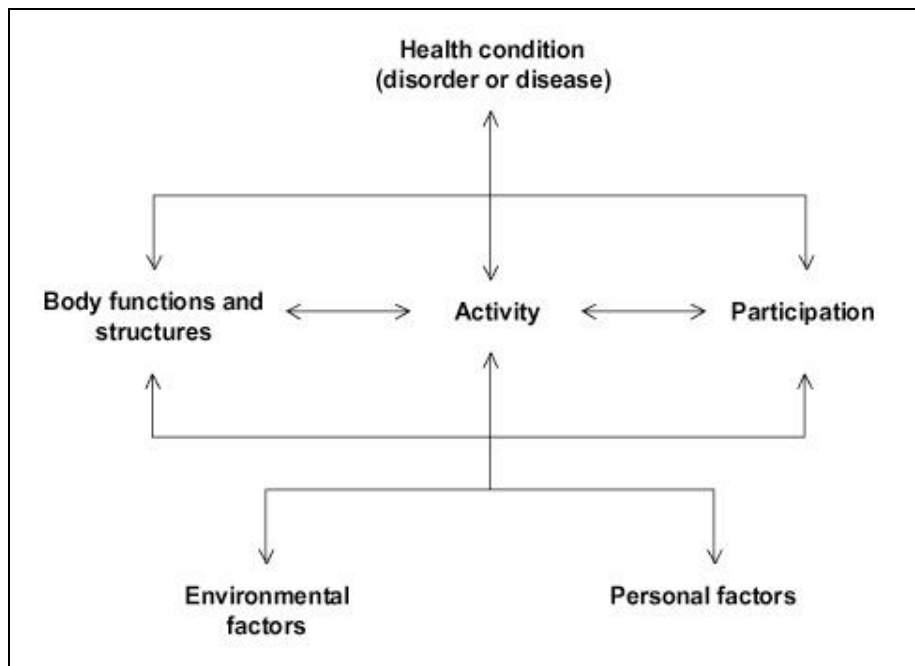 Health condition
(disorder or disease)
Body functions and
structures
Activity
Participation
Environmental
factors
Personal factors